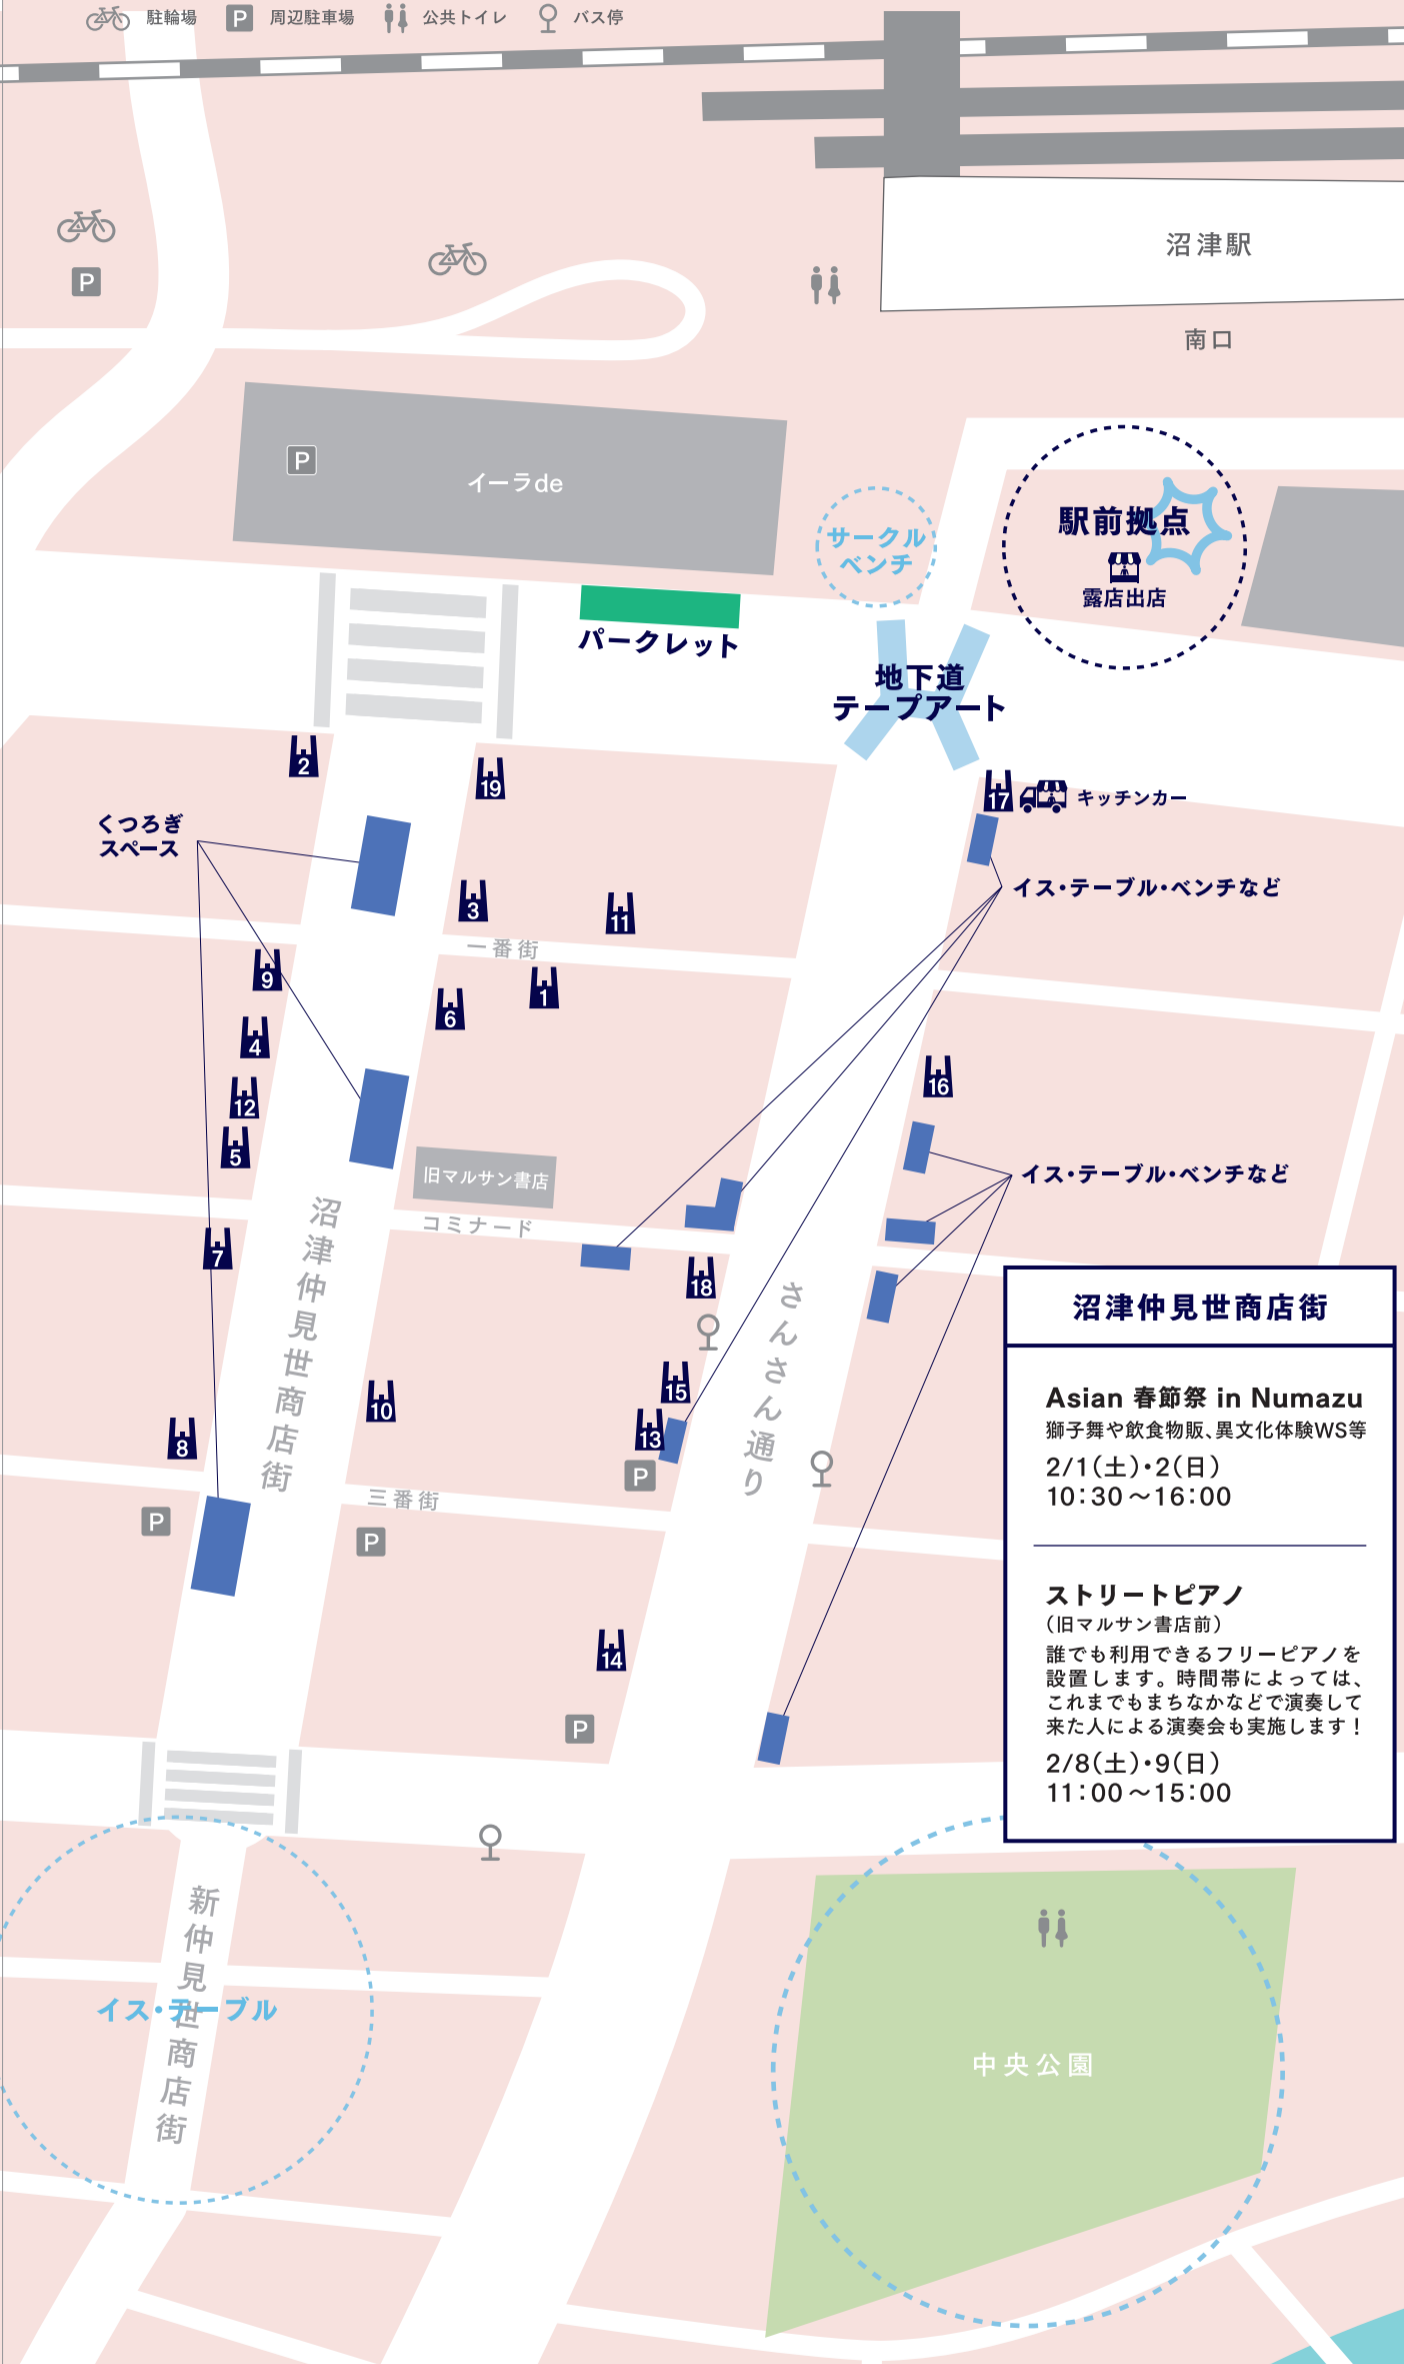 駐輪場
P 周辺駐車場
公共トイレ
バス停
沼津駅
南口
P
P
イーラde
サークル
ベンチ
駅前拠点
露店出店
パークレット
地下道
テープアート
2
19
17
キッチンカー
くつろぎ
スペース
イス・テーブル・ベンチなど
3
11
一番街
9
1
6
4
16
12
5
旧マルサン書店
イス・テーブル・ベンチなど
コミナード
7
18
沼津仲見世商店街
さんさん通り
15
10
13
8
P
三番街
P
P
14
P
沼津仲見世商店街
Asian 春節祭 in Numazu
獅子舞や飲食物販、異文化体験WS等
2/1(土)・2(日)
10:30〜16:00
ストリートピアノ
(旧マルサン書店前)
誰でも利用できるフリーピアノを
設置します。時間帯によっては、
これまでもまちなかなどで演奏して
来た人による演奏会も実施します!
2/8(土)・9(日)
11:00〜15:00
新仲見世商店街
イス・テーブル
中央公園